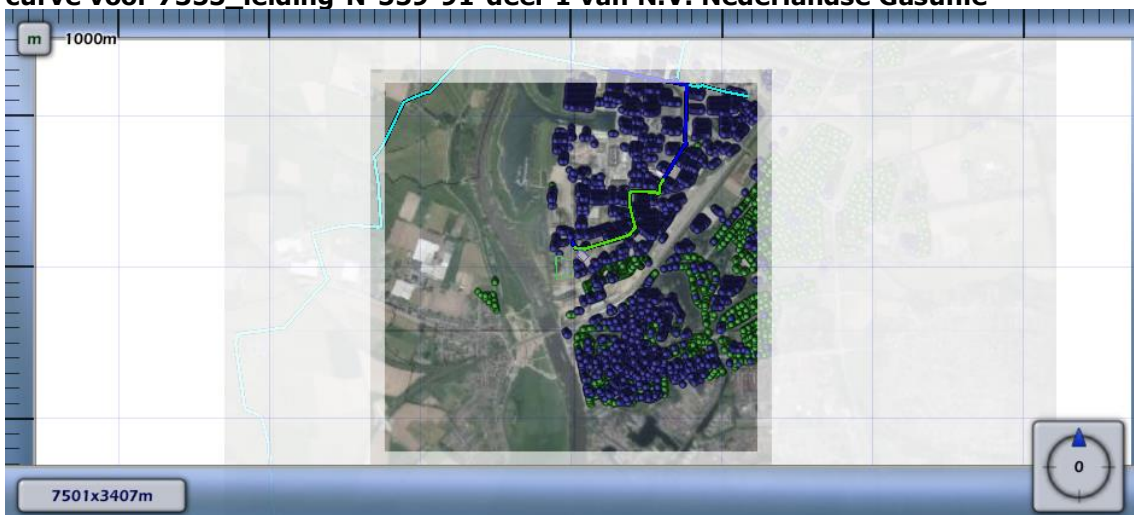 curve voor 7333_leiding-N-559-91-deel-1 van N.V. Nederlandse Gasunie
m
1000m
7501x3407m
0